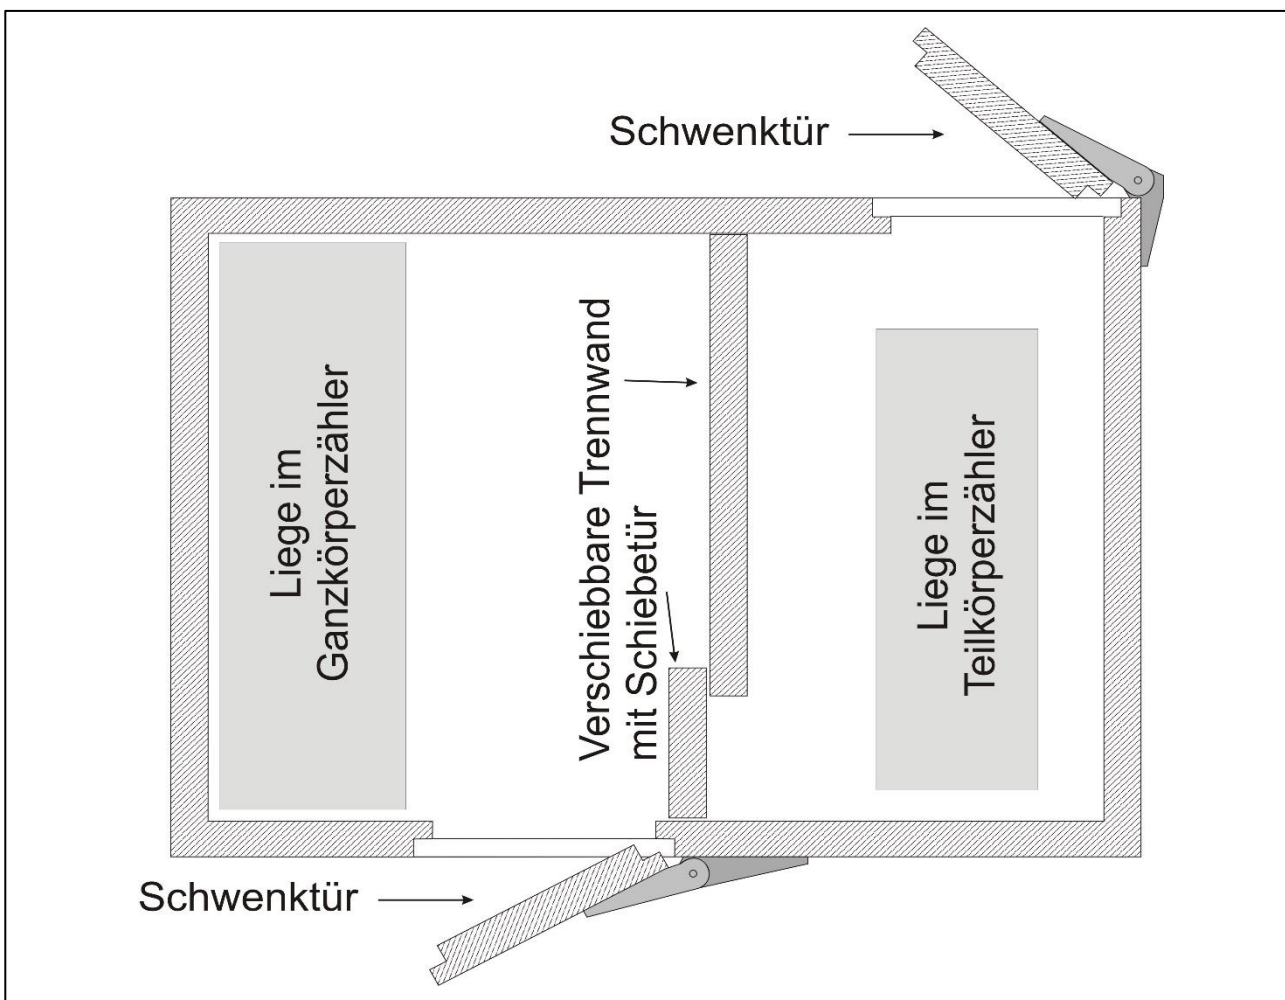 Schwenktür
Liege im
Ganzkörperzähler
Verschiebbare Trennwand
mit Schiebetür
Liege im
Teilkörperzähler
Schwenktür